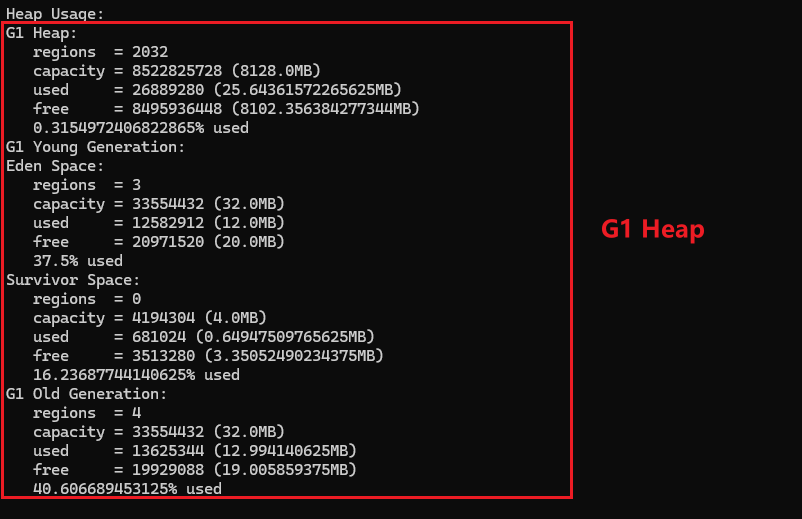 Heap Usage:
G1 Heap:
   regions  = 2032
   capacity = 8522825728 (8128.0MB)
   used     = 26889280 (25.64361572265625MB)
   free     = 8495936448 (8102.356384277344MB)
   0.3154972406822865% used
G1 Young Generation:
Eden Space:
   regions  = 3
   capacity = 33554432 (32.0MB)
   used     = 12582912 (12.0MB)
   free     = 20971520 (20.0MB)
   37.5% used
G1 Heap
Survivor Space:
   regions  = 0
   capacity = 4194304 (4.0MB)
   used     = 681024 (0.64947509765625MB)
   free     = 3513280 (3.35052490234375MB)
   16.23687744140625% used
G1 Old Generation:
   regions  = 4
   capacity = 33554432 (32.0MB)
   used     = 13625344 (12.994140625MB)
   free     = 19929088 (19.005859375MB)
   40.606689453125% used